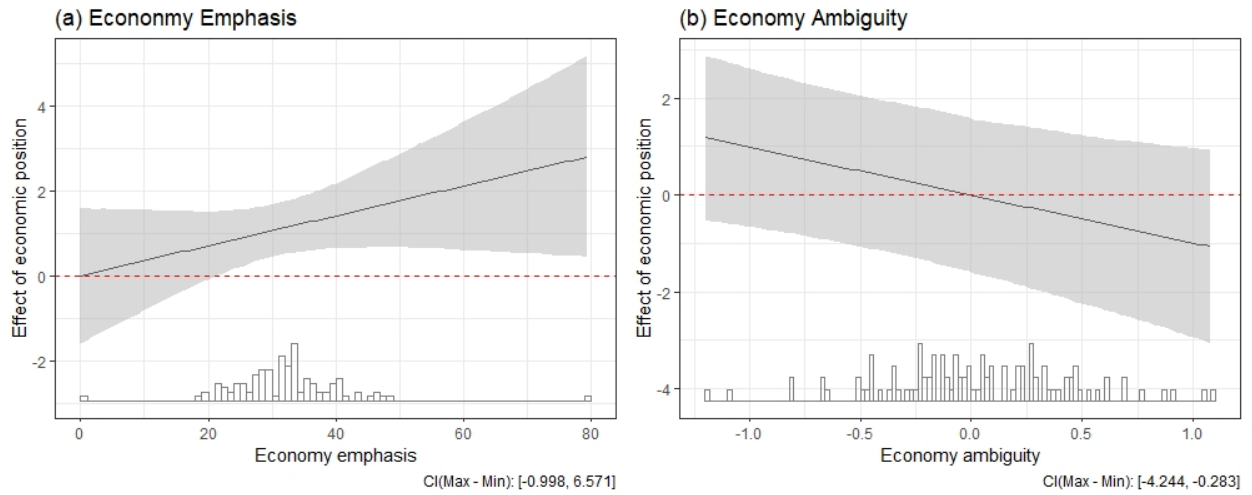 (a) Econonmy Emphasis
Effect of economic position
4
2
0
-2
0
20
40
60
80
Economy emphasis
CI(Max - Min): [-0.998, 6.571]
(b) Economy Ambiguity
Effect of economic position
2
0
-2
-4
-1.0
-0.5
0.0
0.5
1.0
Economy ambiguity
CI(Max - Min): [-4.244, -0.283]